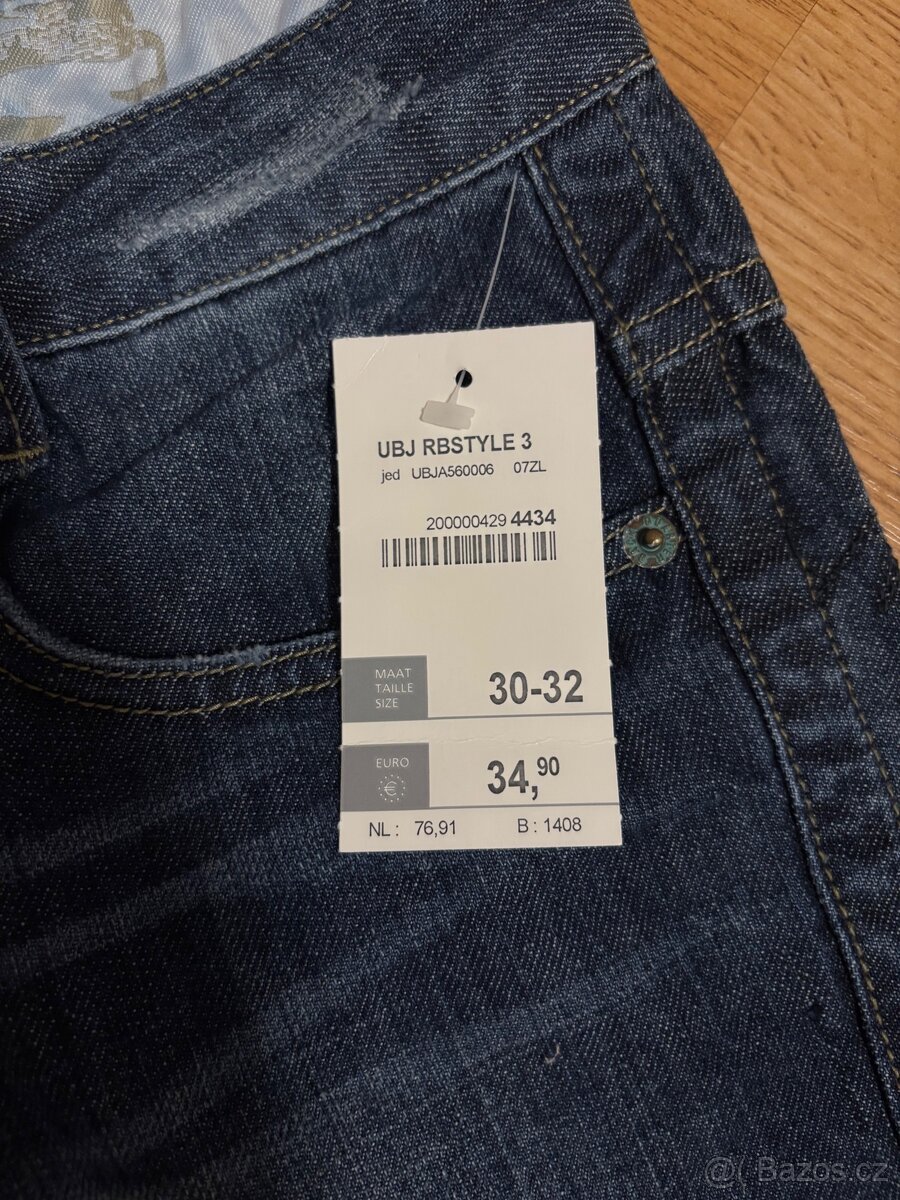 UBJ RBSTYLE 3
jed UBJA560006 07ZL
200000429 4434
MAAT
TAILLE
SIZE
30-32
EURO
€
34,90
NL : 76,91 B : 1408
@( Bazos.cz